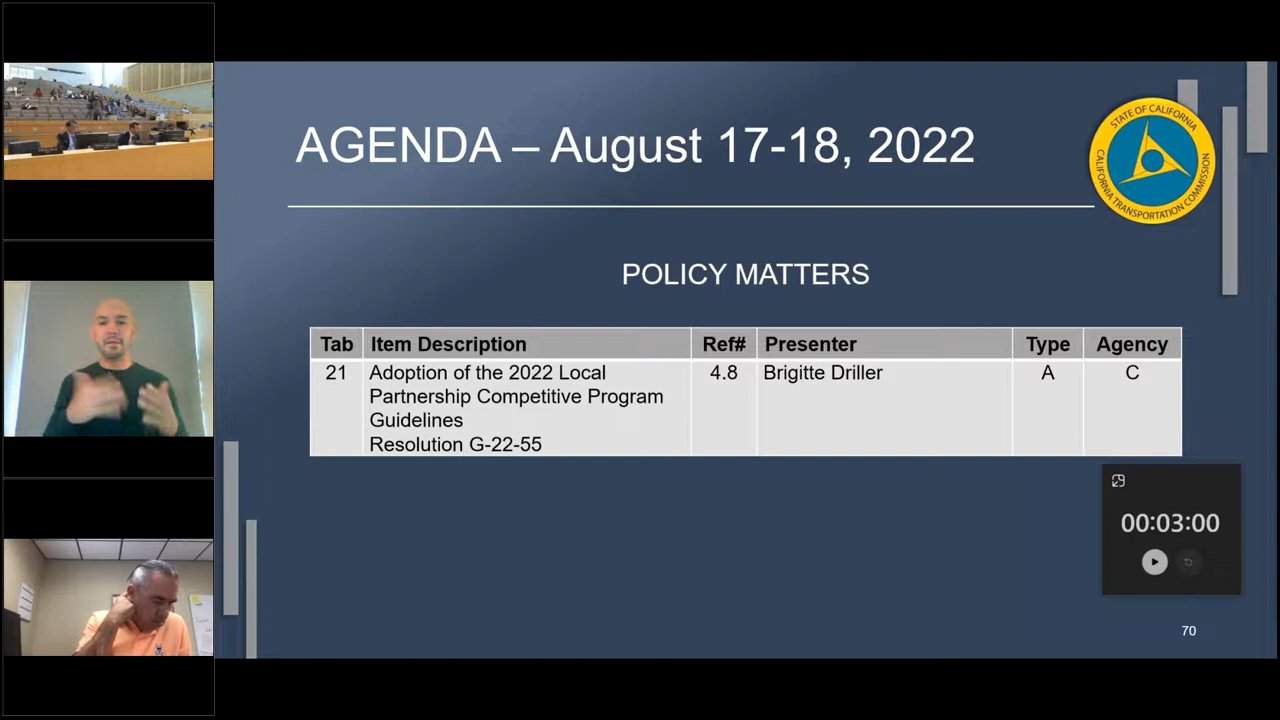 AGENDA – August 17-18, 2022
STATE OF CALIFORNIA
CALIFORNIA TRANSPORTATION COMMISSION
POLICY MATTERS
Tab Item Description Ref# Presenter Type Agency
21 Adoption of the 2022 Local 4.8 Brigitte Driller A C
Partnership Competitive Program
Guidelines
Resolution G-22-55
00:03:00
70